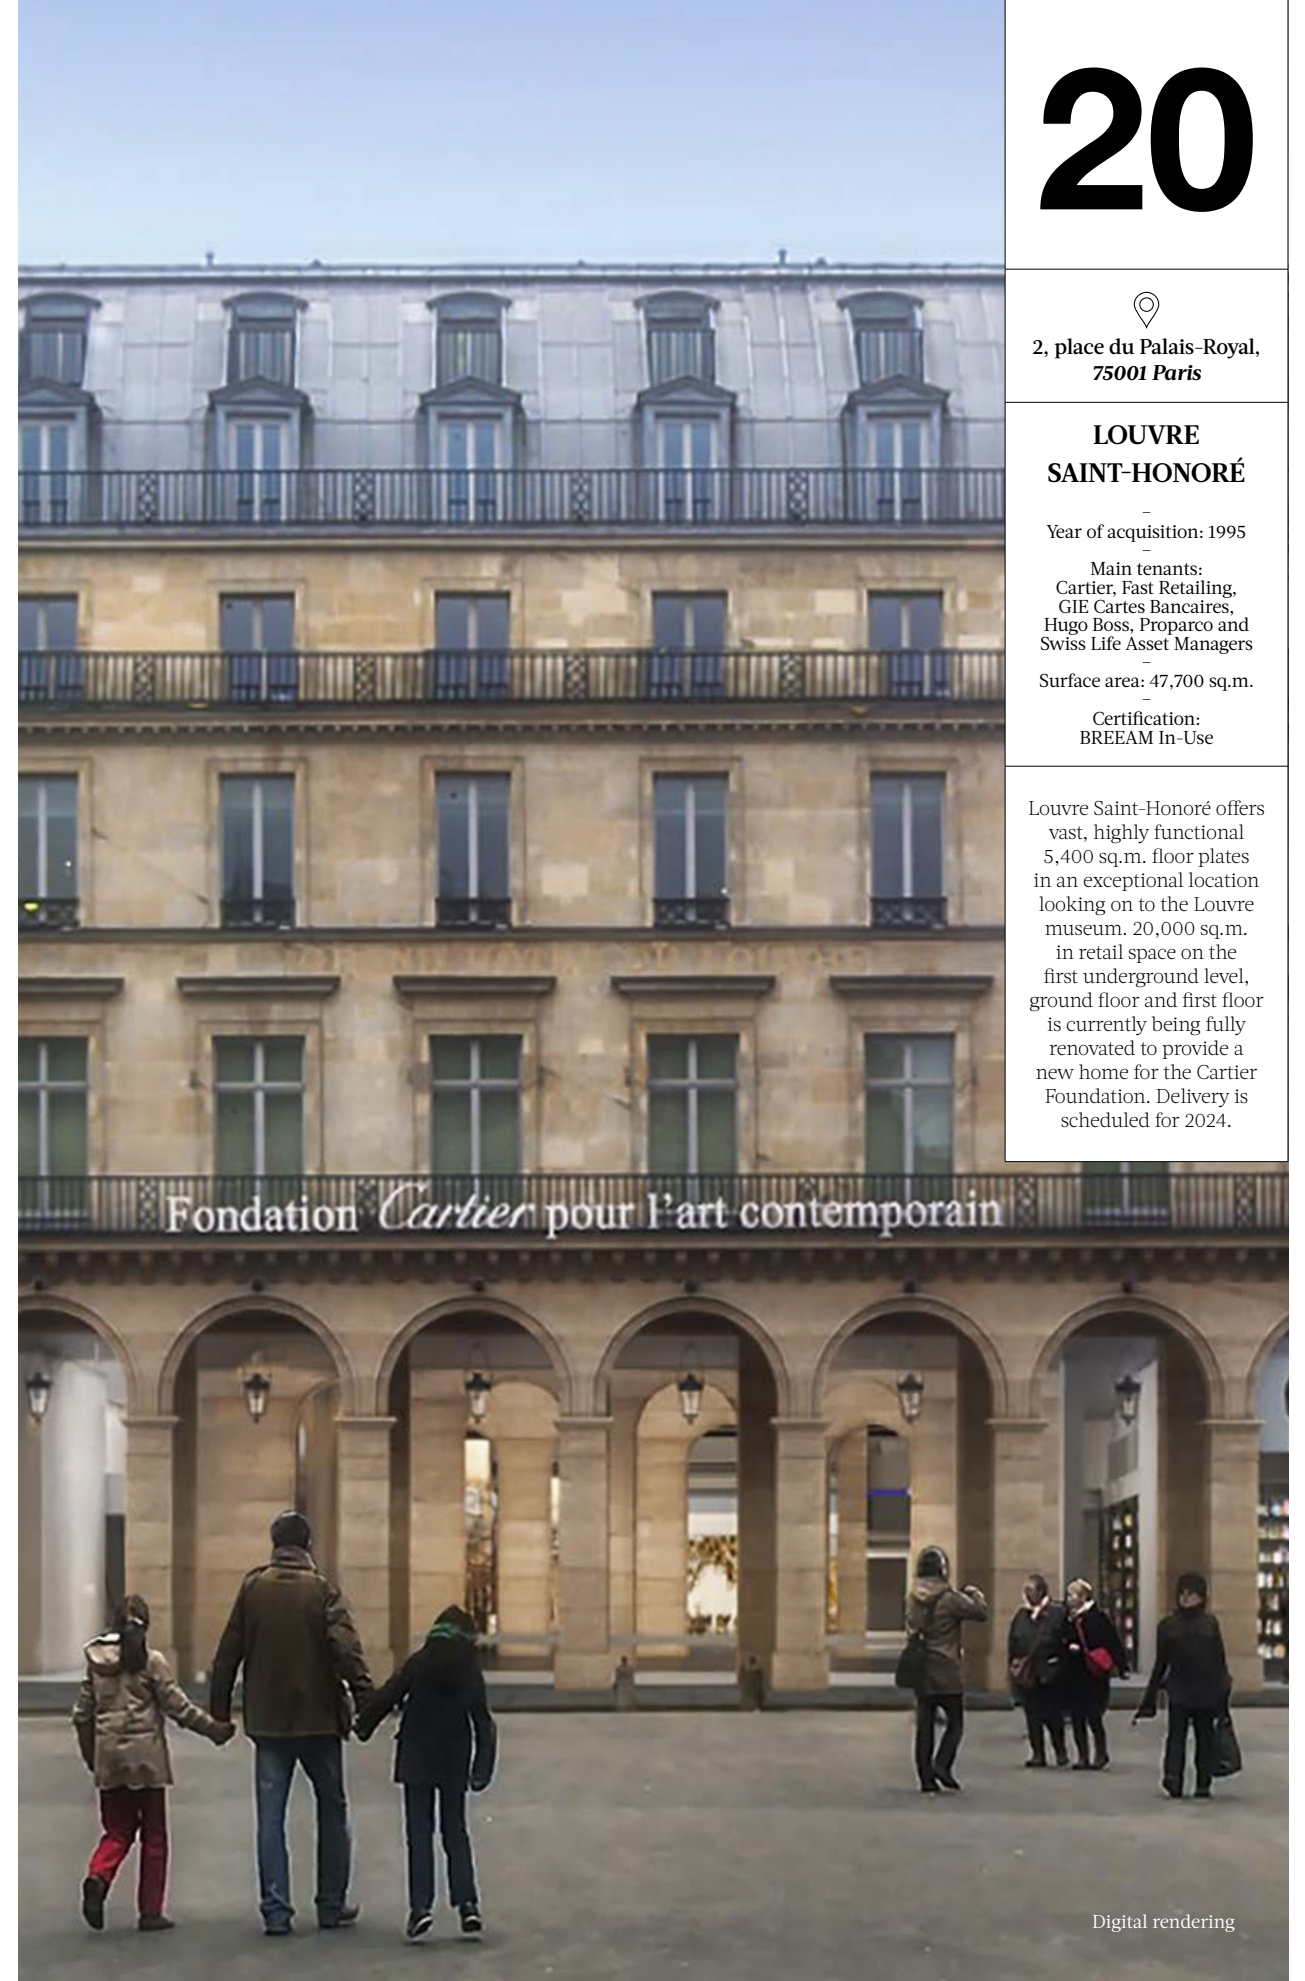 20
2, place du Palais-Royal,
75001 Paris
LOUVRE
SAINT-HONORÉ
–
Year of acquisition: 1995
–
Main tenants:
Cartier, Fast Retailing,
GIE Cartes Bancaires,
Hugo Boss, Proparco and
Swiss Life Asset Managers
–
Surface area: 47,700 sq.m.
–
Certification:
BREEAM In-Use
Louvre Saint-Honoré offers
vast, highly functional
5,400 sq.m. floor plates
in an exceptional location
looking on to the Louvre
museum. 20,000 sq.m.
in retail space on the
first underground level,
ground floor and first floor
is currently being fully
renovated to provide a
new home for the Cartier
Foundation. Delivery is
scheduled for 2024.
Fondation Cartier pour l'art contemporain
Digital rendering